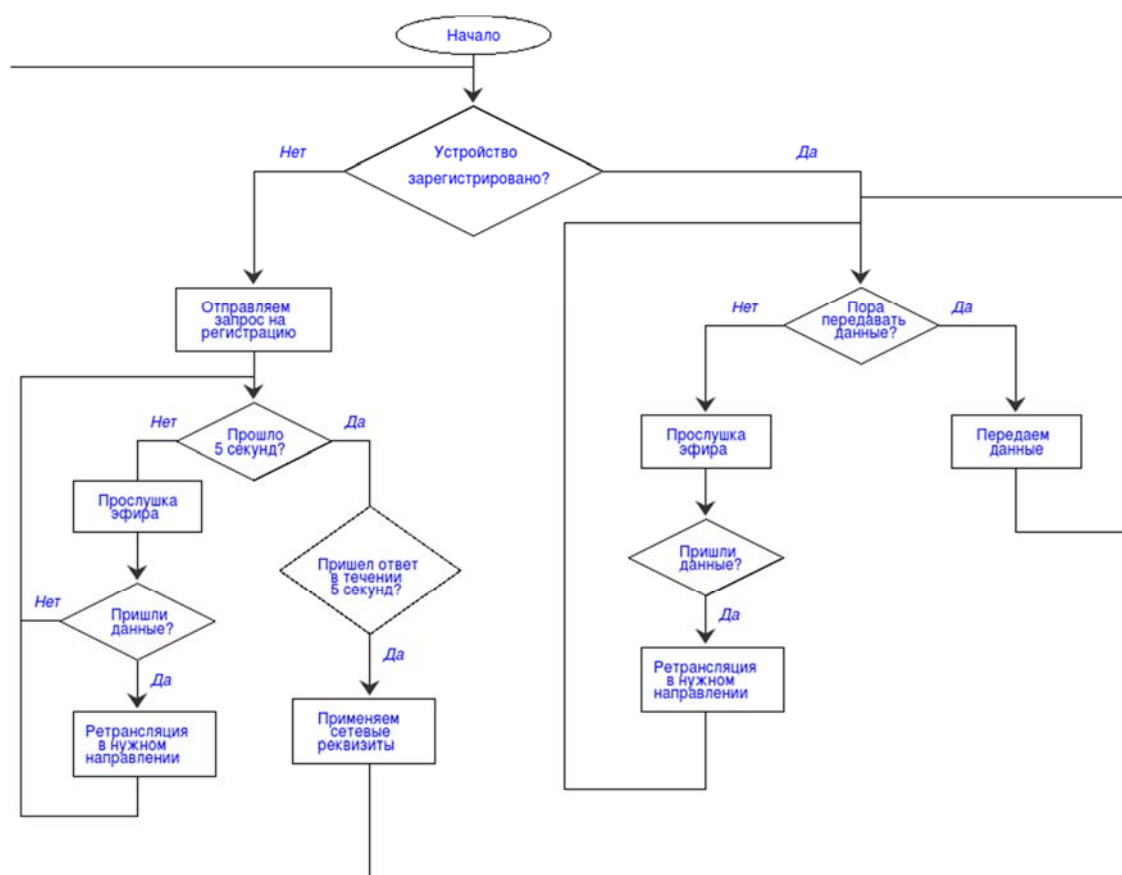 Начало
Нет
Устройство
зарегистрировано?
Да
Отправляем
запрос на
регистрацию
Нет
Пора
передавать
данные?
Да
Нет
Прошло
5 секунд?
Да
Прослушка
эфира
Передаем
данные
Прослушка
эфира
Пришел ответ
в течении
5 секунд?
Пришли
данные?
Нет
Пришли
данные?
Да
Да
Да
Ретрансляция
в нужном
направлении
Ретрансляция
в нужном
направлении
Применяем
сетевые
реквизиты